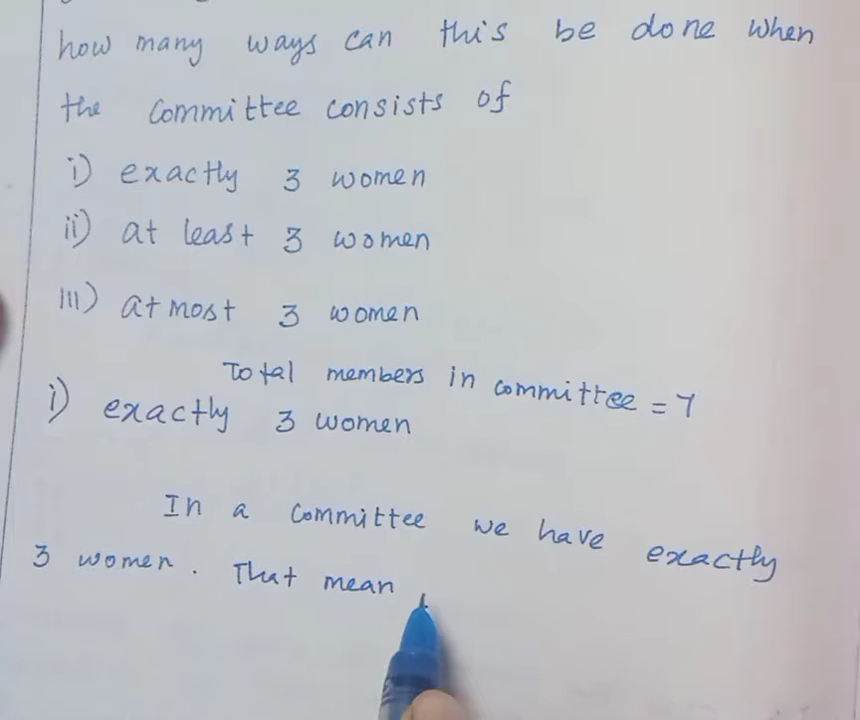 how many ways can this be done when
the committee consists of
i) exactly 3 women
ii) at least 3 women
III) atmost 3 women
Total members in committee = 7
i) exactly 3 women
In a committee we have exactly
3 women. That mean